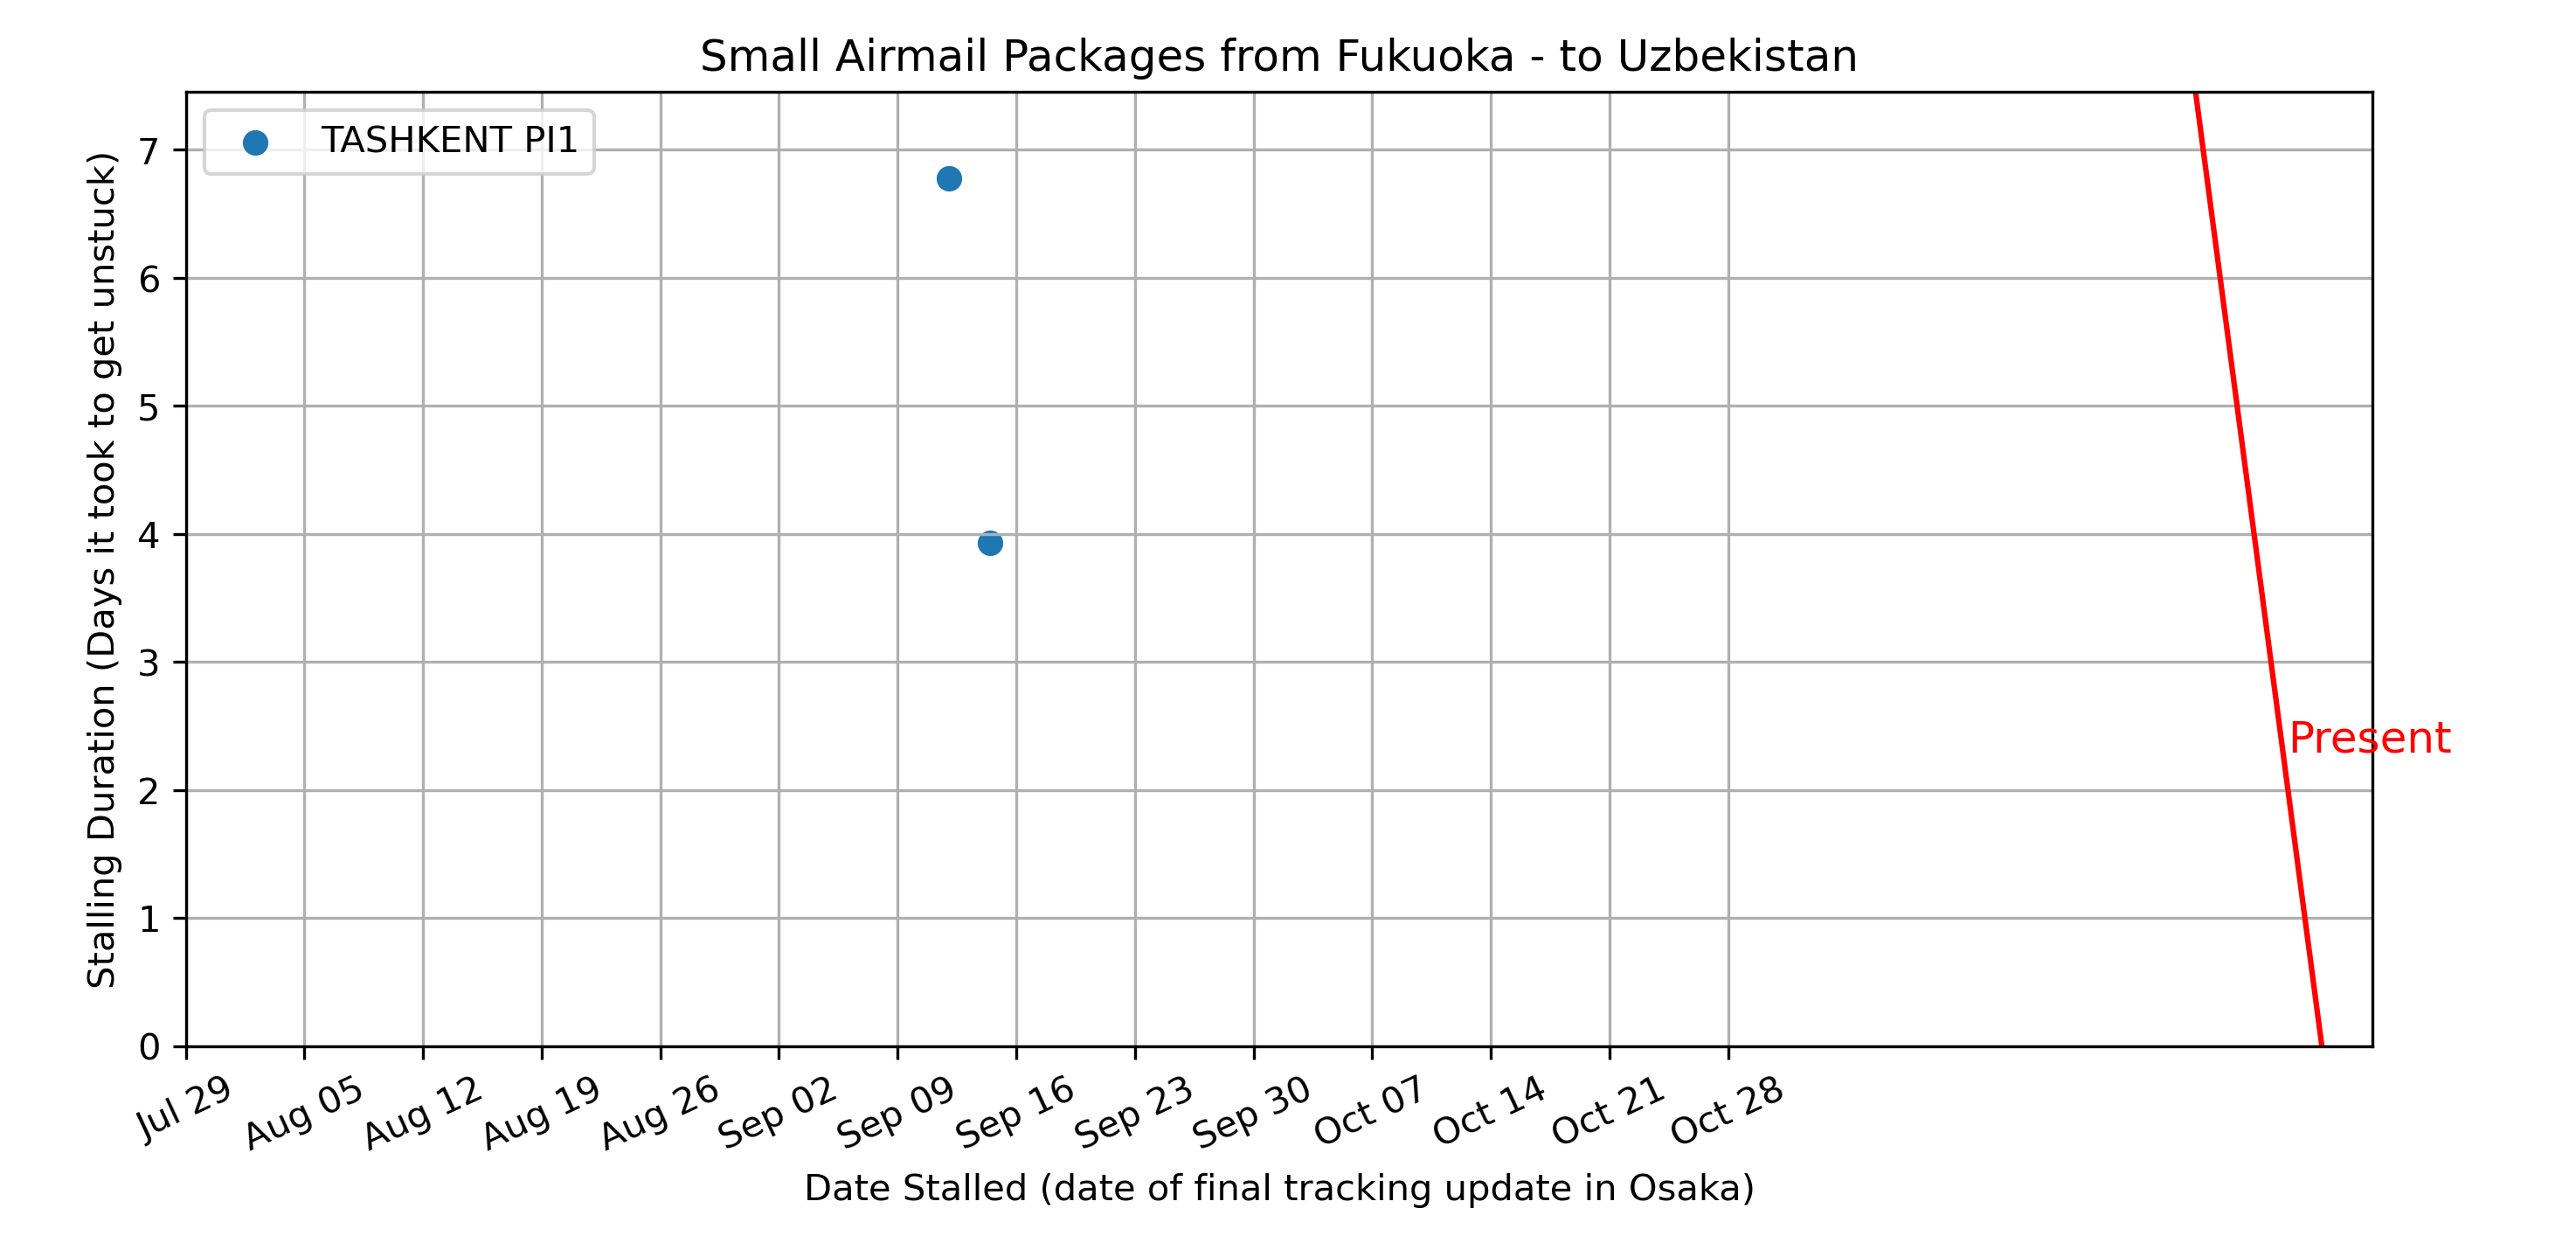 Small Airmail Packages from Fukuoka - to Uzbekistan
TASHKENT PI1
Stalling Duration (Days it took to get unstuck)
7
6
5
4
3
2
1
0
Present
Jul 29
Aug 05
Aug 12
Aug 19
Aug 26
Sep 02
Sep 09
Sep 16
Sep 23
Sep 30
Oct 07
Oct 14
Oct 21
Oct 28
Date Stalled (date of final tracking update in Osaka)